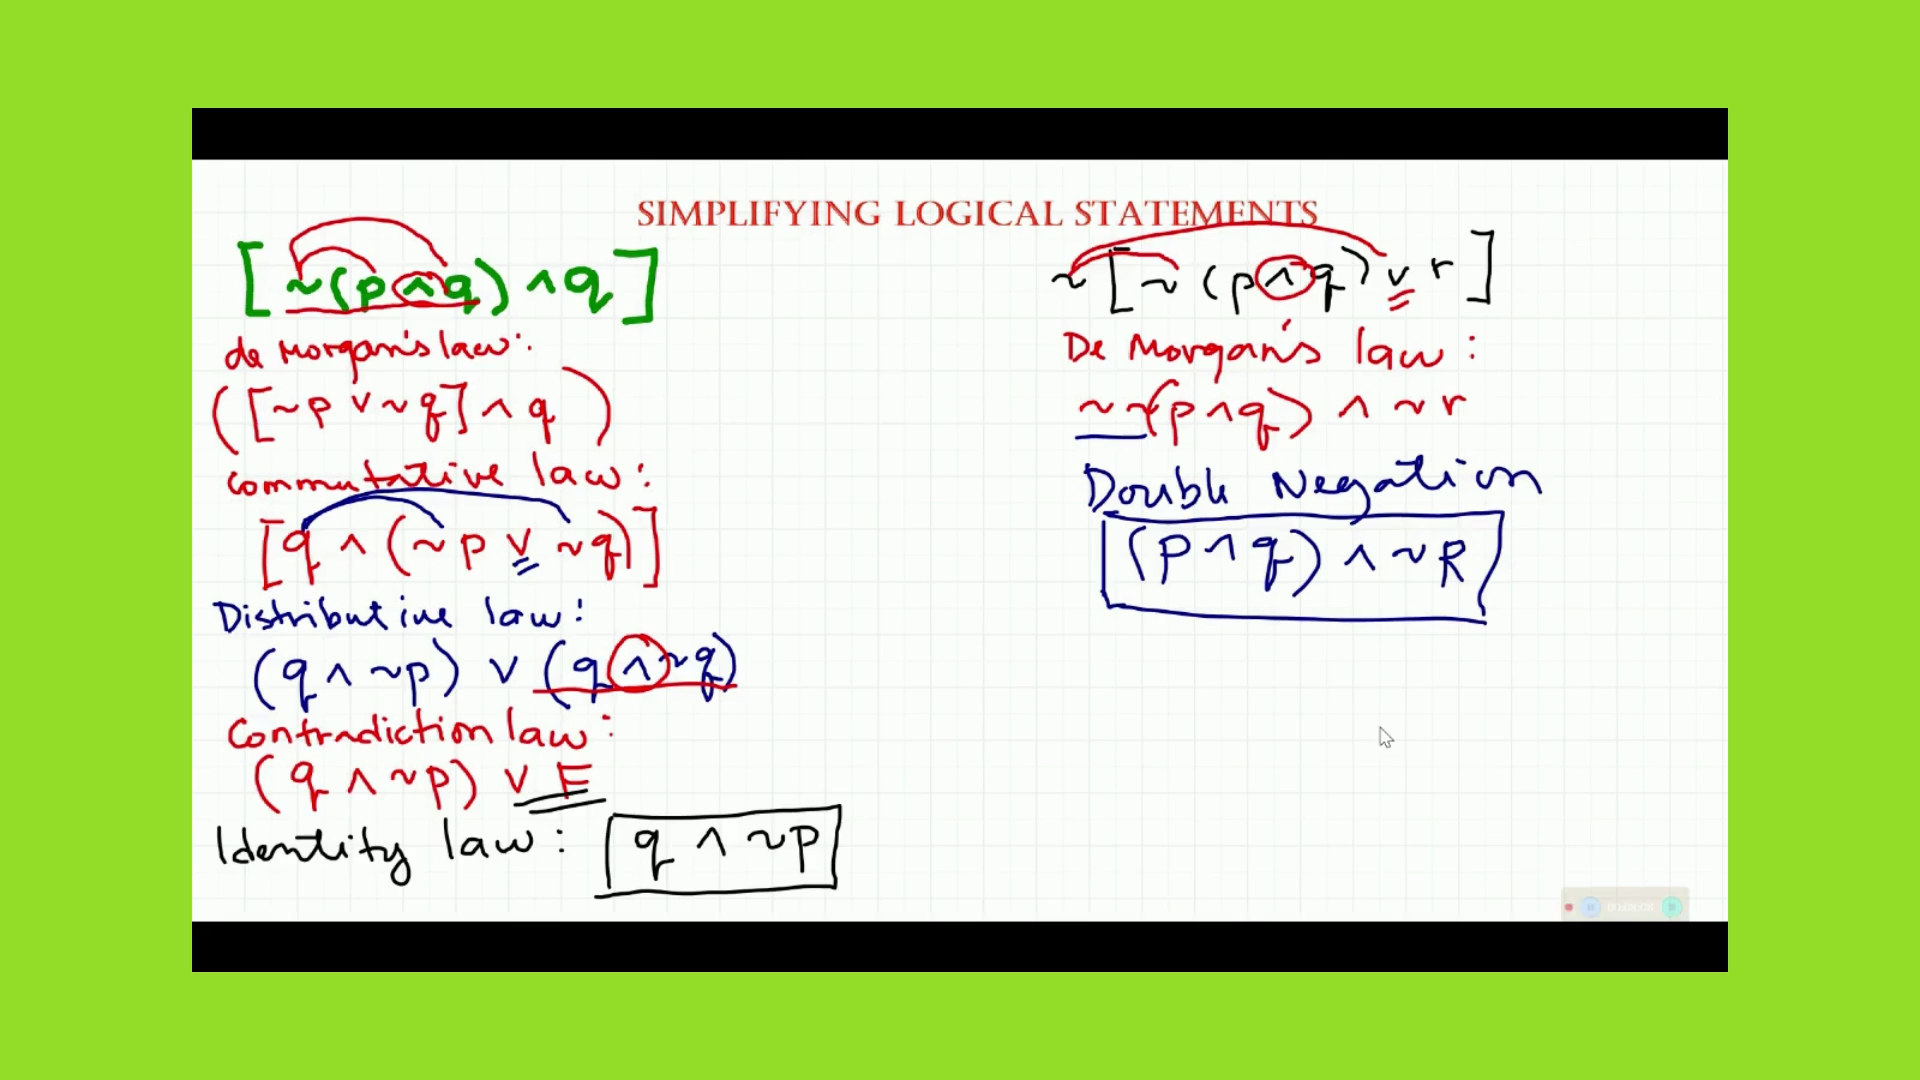 SIMPLIFYING LOGICAL STATEMENTS
[~(p ∧ q) ∧ q]
de Morgan's law:
([~p ∨ ~q] ∧ q)
Commutative law:
[q ∧ (~p ∨ ~q)]
Distributive law:
(q ∧ ~p) ∨ (q ∧ ~q)
Contradiction law:
(q ∧ ~p) ∨ F
Identity law: q ∧ ~p
~[~(p ∧ q) ∨ r]
De Morgan's law:
~~(p ∧ q) ∧ ~r
Double Negation
(P ∧ q) ∧ ~R